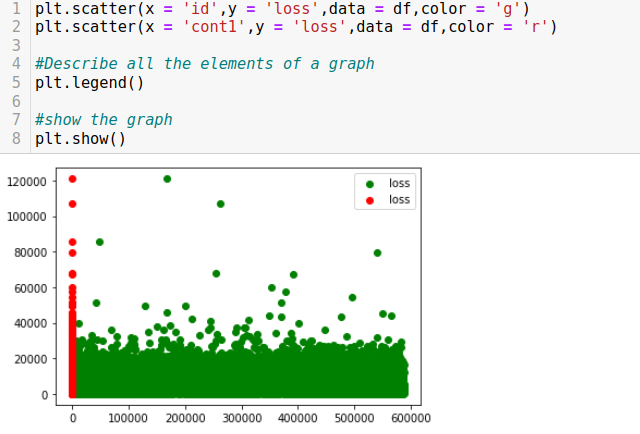 1 plt.scatter(x = 'id',y = 'loss',data = df,color = 'g')
2 plt.scatter(x = 'cont1',y = 'loss',data = df,color = 'r')
3
4 #Describe all the elements of a graph
5 plt.legend()
6
7 #show the graph
8 plt.show()
loss
loss
120000
100000
80000
60000
40000
20000
0
0 100000 200000 300000 400000 500000 600000